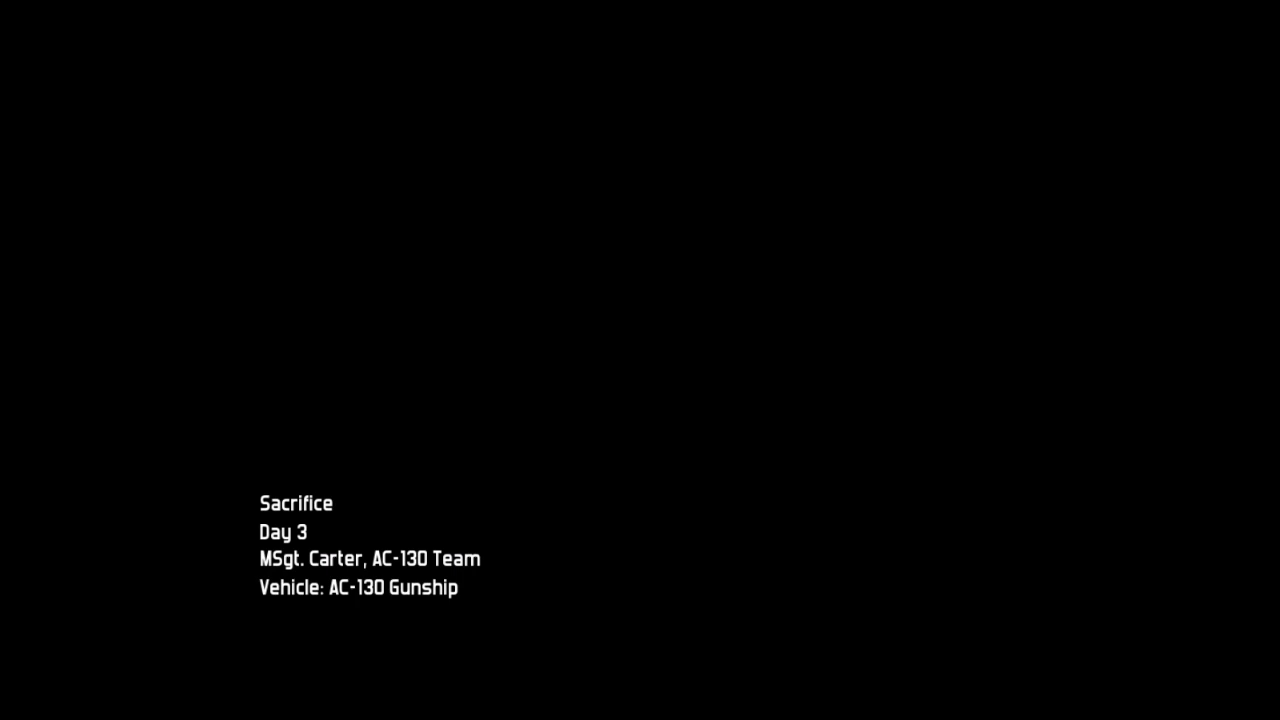 Sacrifice
Day 3
MSgt. Carter, AC-130 Team
Vehicle: AC-130 Gunship